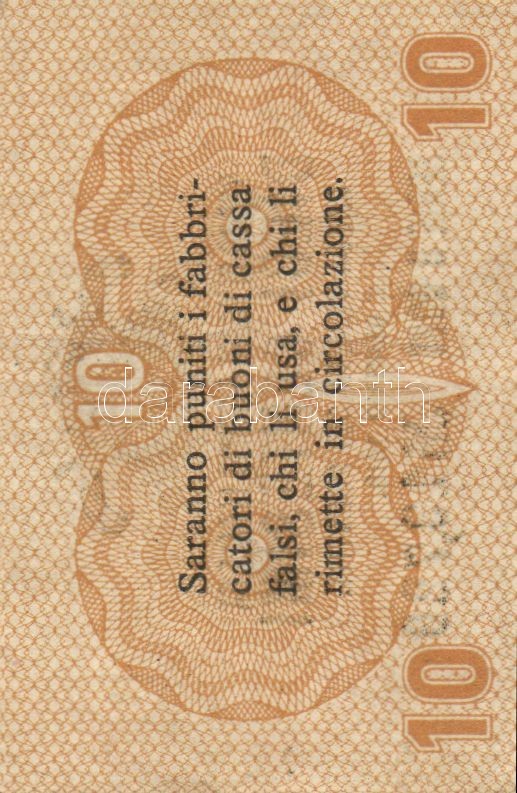 10
Saranno puniti i fabbri-
catori di buoni di cassa
falsi, chi li usa, e chi li
rimette in circolazione.
10 10
darabanth